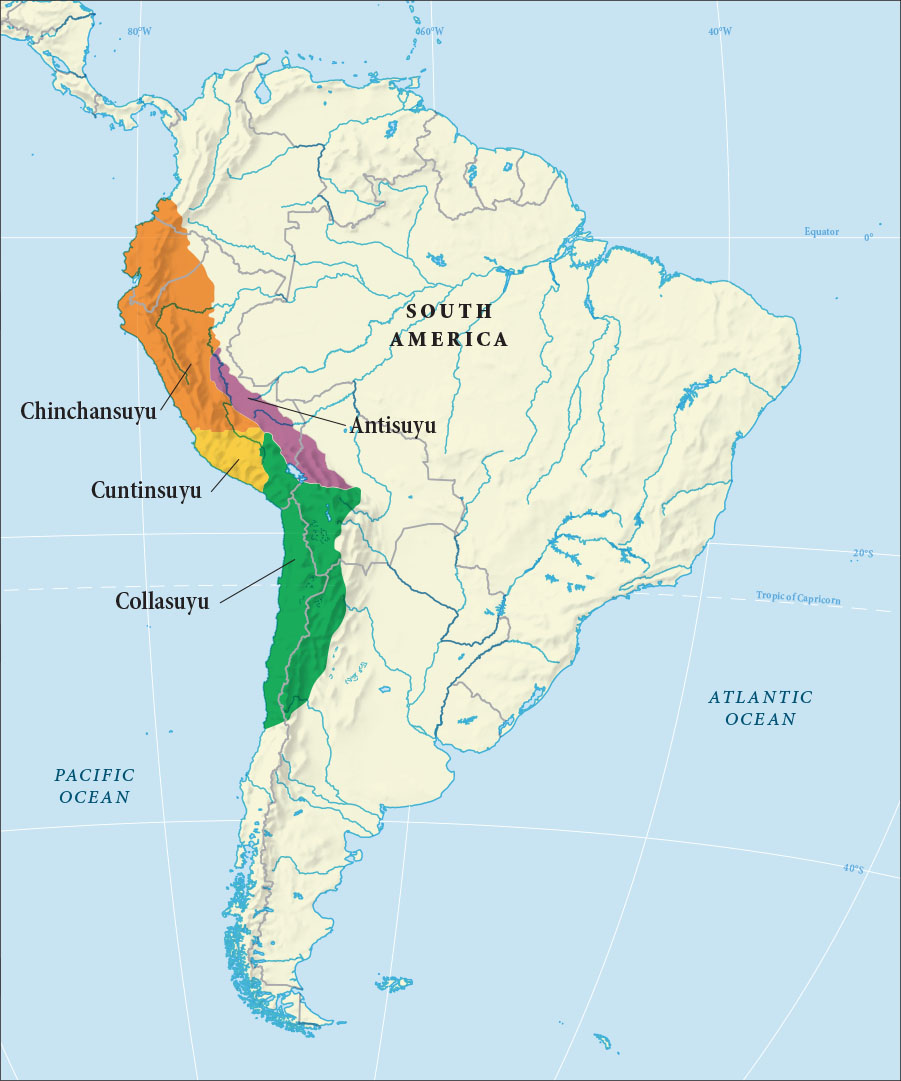 80°W
60°W
40°W
Equator
0°
SOUTH
AMERICA
Chinchansuyu
Antisuyu
Cuntinsuyu
20°S
Collasuyu
Tropic of Capricorn
ATLANTIC
OCEAN
PACIFIC
OCEAN
40°S